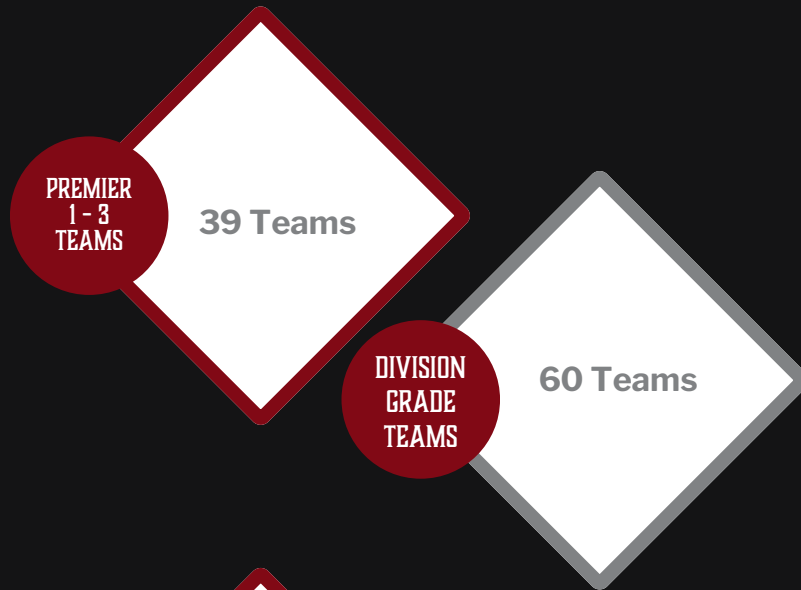 PREMIER
1 - 3
TEAMS
39 Teams
DIVISION
GRADE
TEAMS
60 Teams